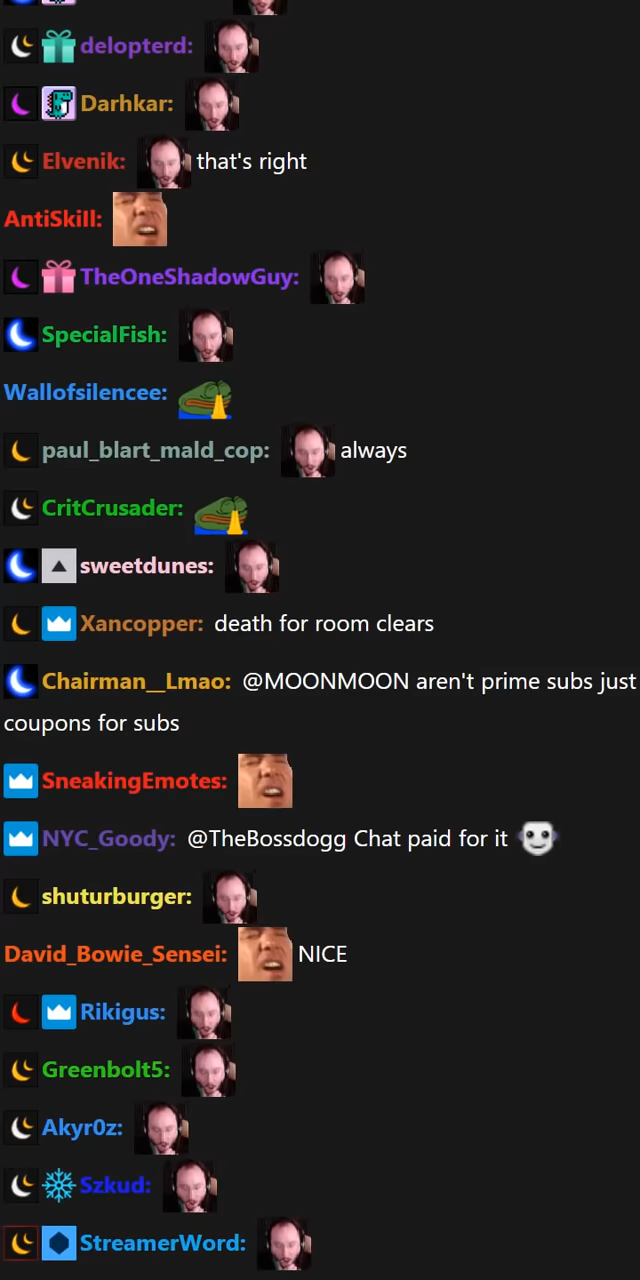 delopterd:
Darhkar:
Elvenik: that's right
AntiSkill:
TheOneShadowGuy:
SpecialFish:
Wallofsilencee:
paul_blart_mald_cop: always
CritCrusader:
sweetdunes:
Xancopper: death for room clears
Chairman__Lmao: @MOONMOON aren't prime subs just
coupons for subs
SneakingEmotes:
NYC_Goody: @TheBossdogg Chat paid for it
shuturburger:
David_Bowie_Sensei: NICE
Rikigus:
Greenbolt5:
Akyr0z:
Szkud:
StreamerWord: